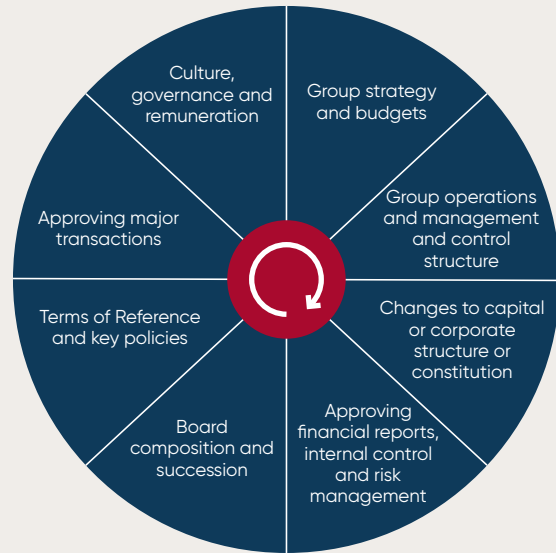 Culture,
governance and
remuneration
Group strategy
and budgets
Group operations
and management
and control
structure
Changes to capital
or corporate
structure or
constitution
Approving
financial reports,
internal control
and risk
management
Board
composition and
succession
Terms of Reference
and key policies
Approving major
transactions